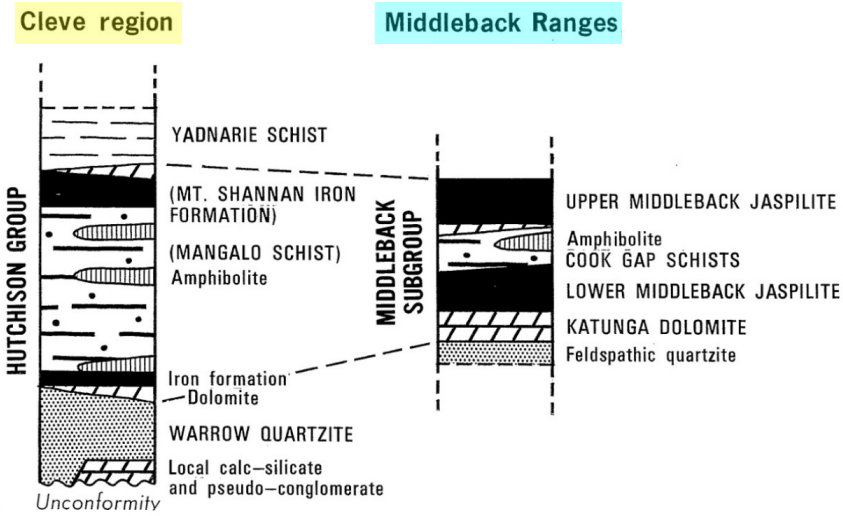 Cleve region
Middleback Ranges
HUTCHISON GROUP
YADNARIE SCHIST
(MT. SHANNAN IRON
FORMATION)
(MANGALO SCHIST)
Amphibolite
Iron formation
Dolomite
WARROW QUARTZITE
Local calc–silicate
and pseudo–conglomerate
Unconformity
MIDDLEBACK
SUBGROUP
UPPER MIDDLEBACK JASPILITE
Amphibolite
COOK GAP SCHISTS
LOWER MIDDLEBACK JASPILITE
KATUNGA DOLOMITE
Feldspathic quartzite